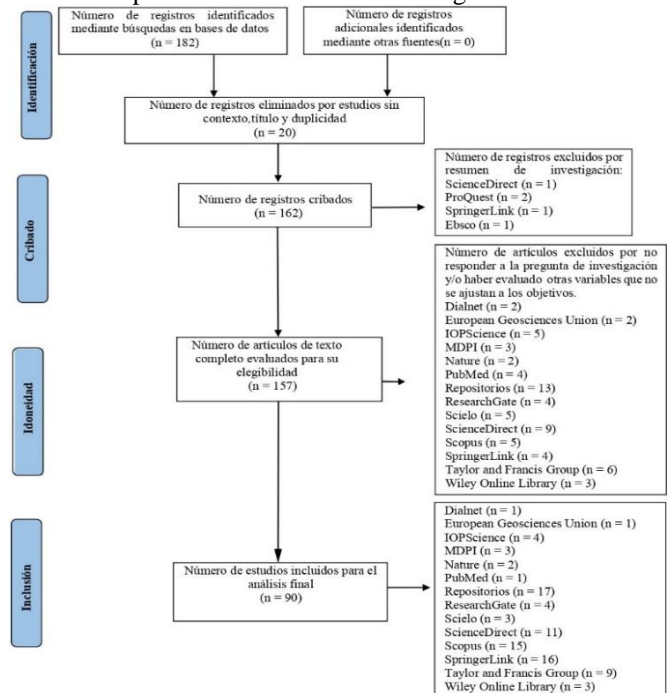 Número de registros identificados
mediante búsquedas en bases de datos
(n = 182)
Número de registros
adicionales identificados
mediante otras fuentes(n = 0)
Identificación
Número de registros eliminados por estudios sin
contexto,título y duplicidad
(n = 20)
Cribado
Número de registros cribados
(n = 162)
Número de registros excluidos por
resumen de investigación:
ScienceDirect (n = 1)
ProQuest (n = 2)
SpringerLink (n = 1)
Ebsco (n = 1)
Idoneidad
Número de artículos de texto
completo evaluados para su
elegibilidad
(n = 157)
Número de artículos excluidos por no
responder a la pregunta de investigación
y/o haber evaluado otras variables que no
se ajustan a los objetivos.
Dialnet (n = 2)
European Geosciences Union (n = 2)
IOPScience (n = 5)
MDPI (n = 3)
Nature (n = 2)
PubMed (n = 4)
Repositorios (n = 13)
ResearchGate (n = 4)
Scielo (n = 5)
ScienceDirect (n = 9)
Scopus (n = 5)
SpringerLink (n = 4)
Taylor and Francis Group (n = 6)
Wiley Online Library (n = 3)
Inclusión
Número de estudios incluidos para el
análisis final
(n = 90)
Dialnet (n = 1)
European Geosciences Union (n = 1)
IOPScience (n = 4)
MDPI (n = 3)
Nature (n = 2)
PubMed (n = 1)
Repositorios (n = 17)
ResearchGate (n = 4)
Scielo (n = 3)
ScienceDirect (n = 11)
Scopus (n = 15)
SpringerLink (n = 16)
Taylor and Francis Group (n = 9)
Wiley Online Library (n = 3)